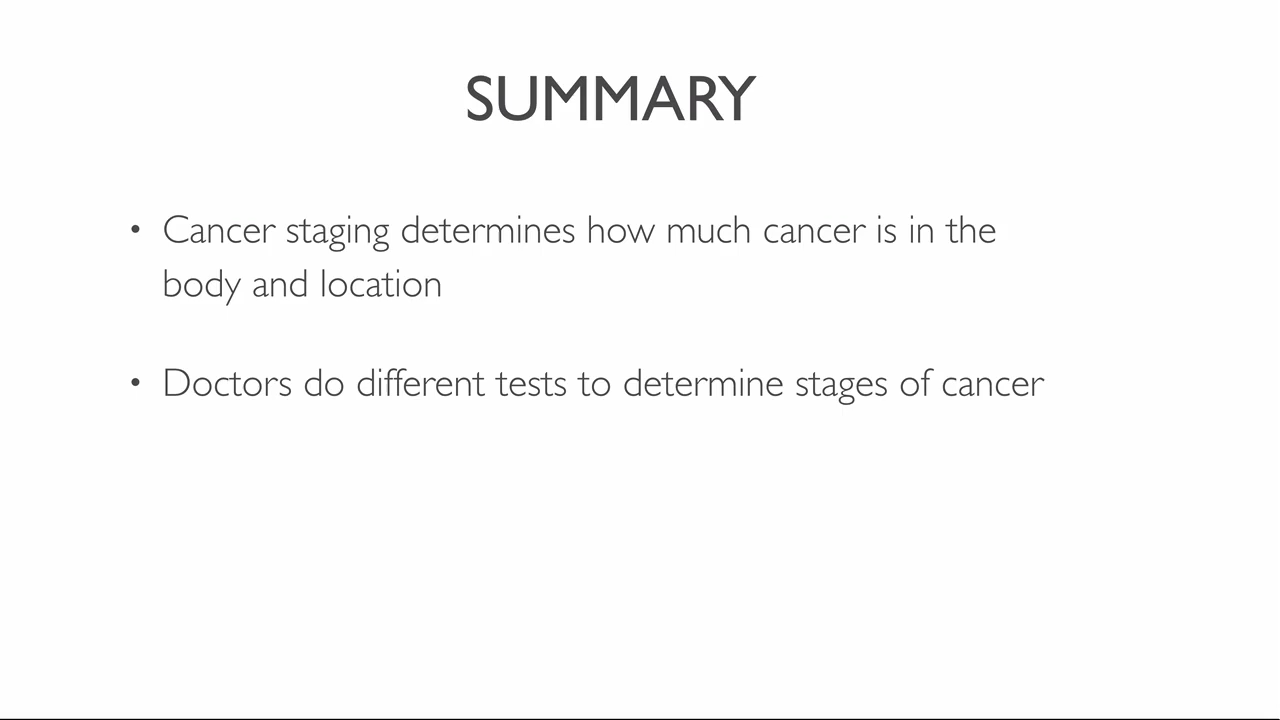 SUMMARY
• Cancer staging determines how much cancer is in the
body and location
• Doctors do different tests to determine stages of cancer